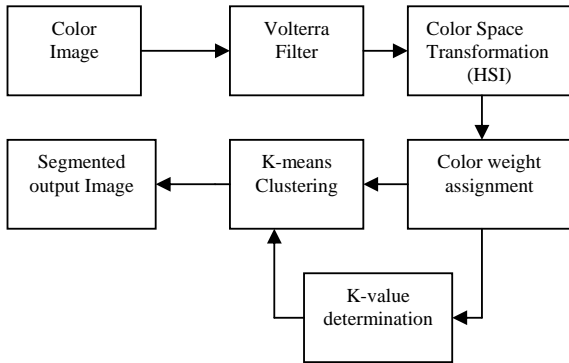 Color
Image
Volterra
Filter
Color Space
Transformation
(HSI)
Segmented
output Image
K-means
Clustering
Color weight
assignment
K-value
determination